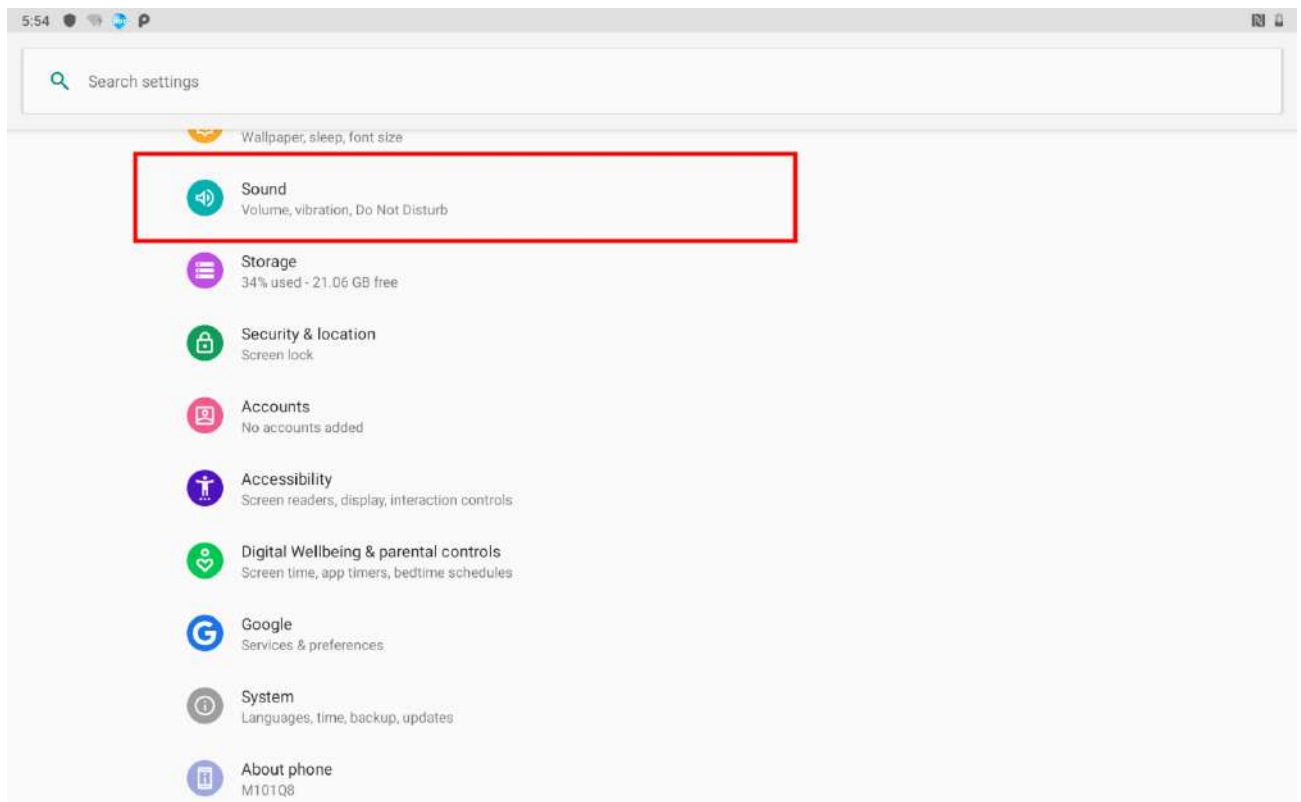 5:54
Search settings
Wallpaper, sleep, font size
Sound
Volume, vibration, Do Not Disturb
Storage
34% used - 21.06 GB free
Security & location
Screen lock
Accounts
No accounts added
Accessibility
Screen readers, display, interaction controls
Digital Wellbeing & parental controls
Screen time, app timers, bedtime schedules
Google
Services & preferences
System
Languages, time, backup, updates
About phone
M101Q8